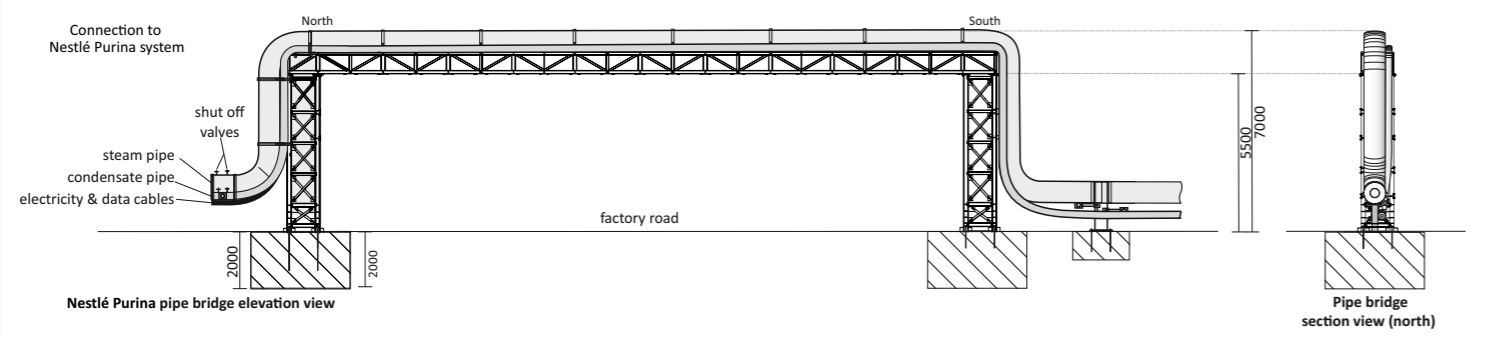 Connection to
Nestlé Purina system
North
South
shut off
valves
steam pipe
condensate pipe
electricity & data cables
factory road
5500
7000
2000
2000
Nestlé Purina pipe bridge elevation view
Pipe bridge
section view (north)